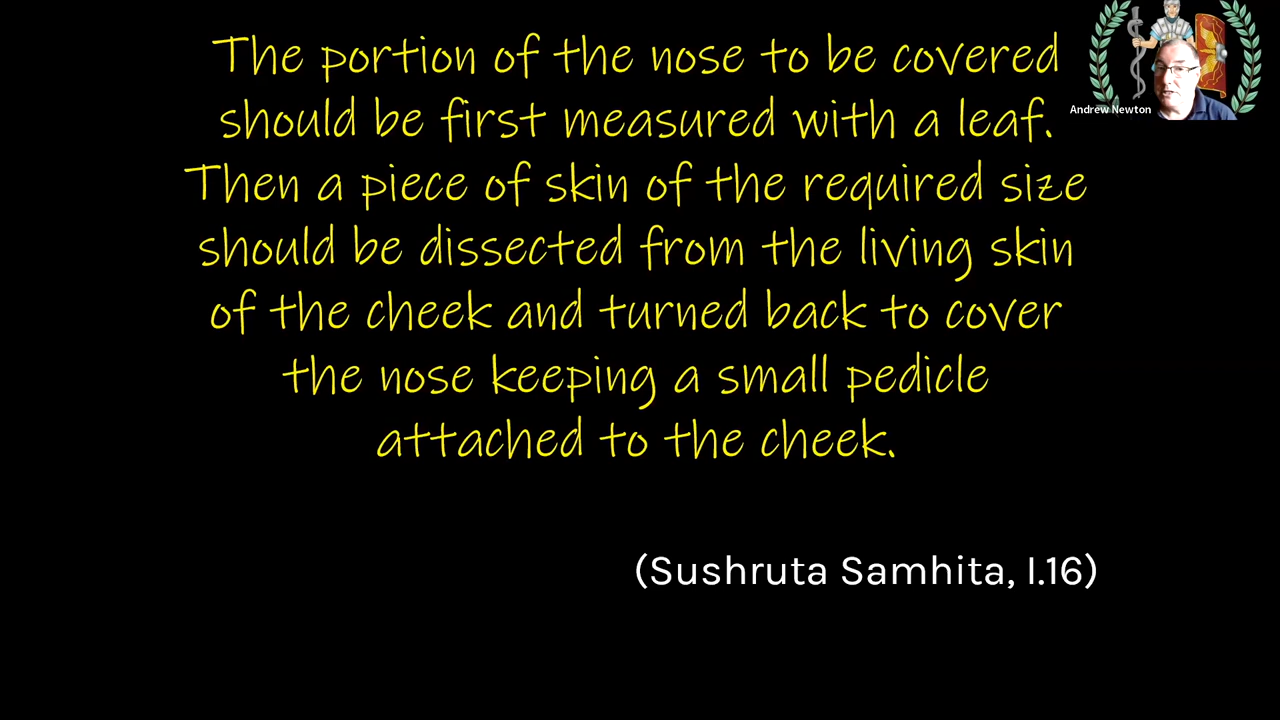 The portion of the nose to be covered
should be first measured with a leaf.
Then a piece of skin of the required size
should be dissected from the living skin
of the cheek and turned back to cover
the nose keeping a small pedicle
attached to the cheek.
(Sushruta Samhita, I.16)
Andrew Newton